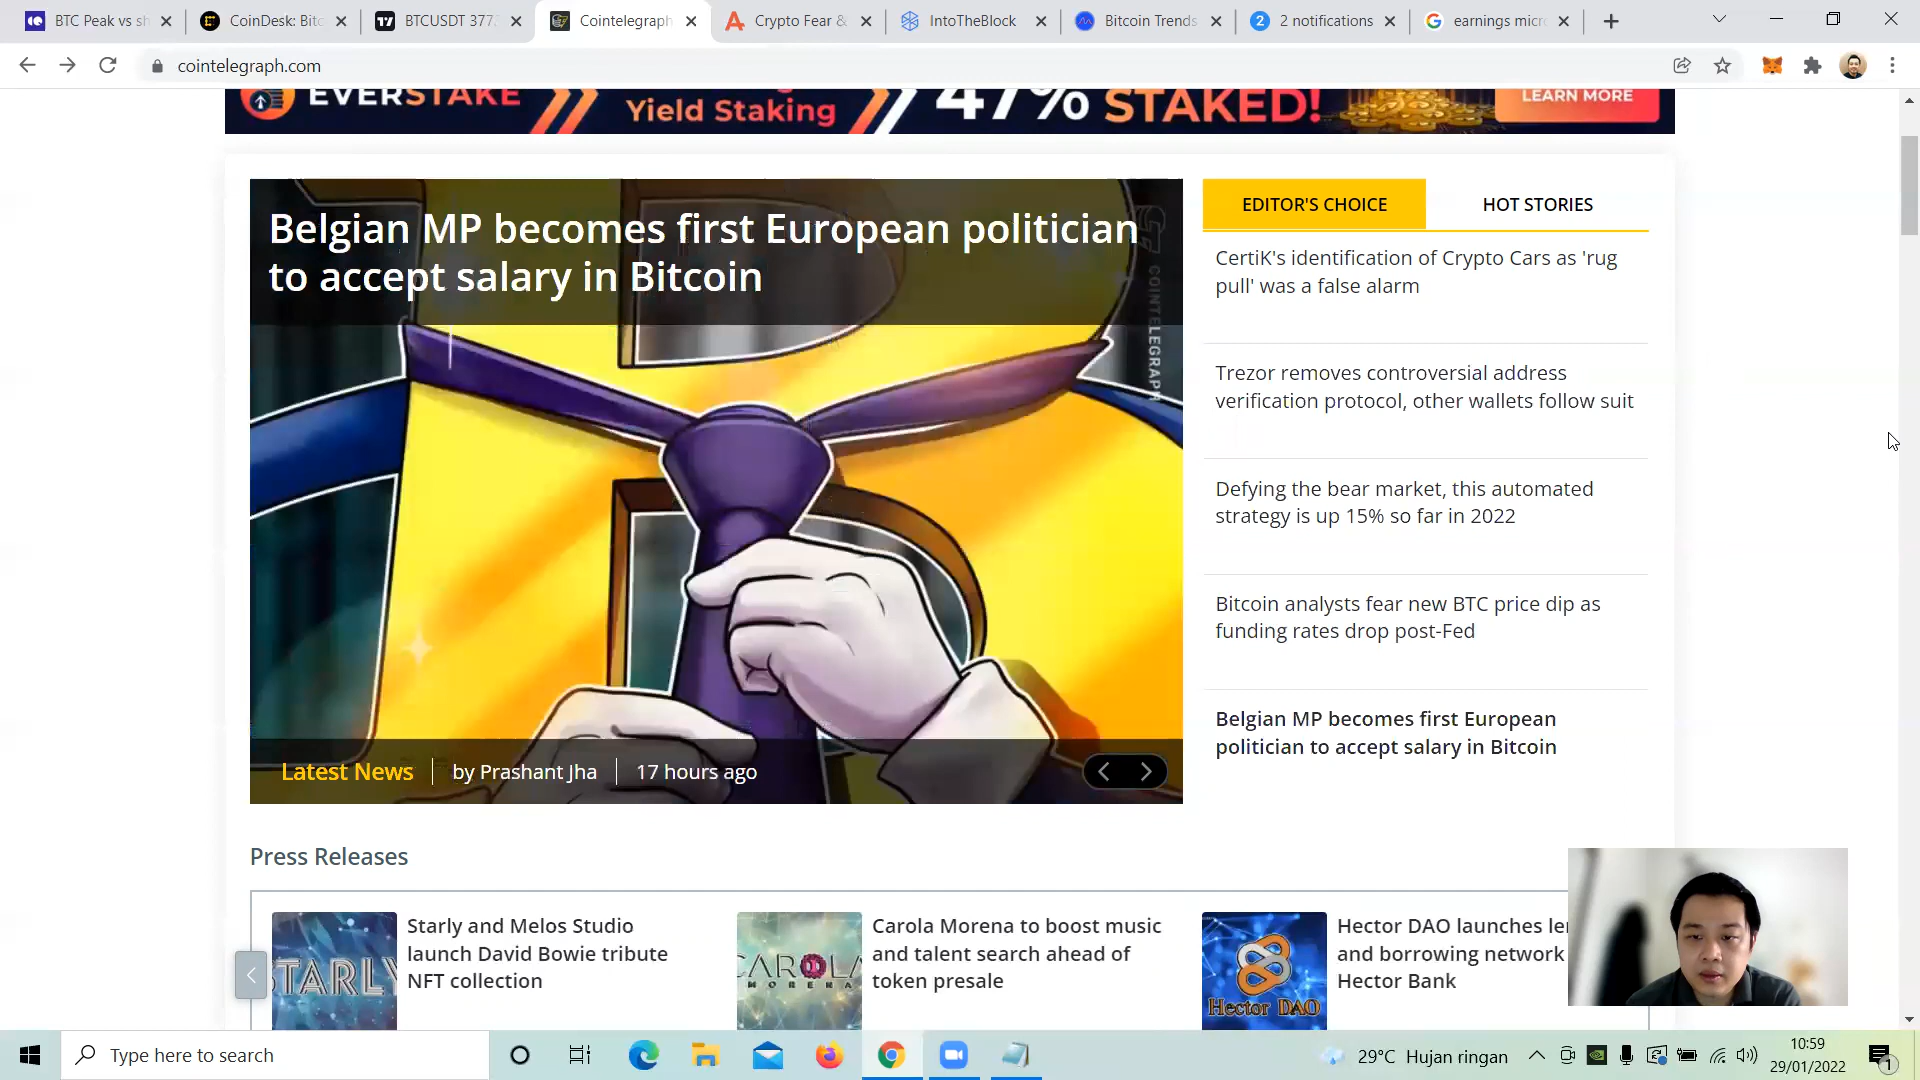 BTC Peak vs sh
CoinDesk: Bitc
BTCUSDT 377
Cointelegraph
Crypto Fear &
IntoTheBlock
Bitcoin Trends
2 notifications
earnings micr
cointelegraph.com
EVERSTAKE
Yield Staking
47% STAKED!
LEARN MORE
Belgian MP becomes first European politician
to accept salary in Bitcoin
COINTELEGRAPH
Latest News
by Prashant Jha
17 hours ago
EDITOR'S CHOICE
HOT STORIES
CertiK's identification of Crypto Cars as 'rug
pull' was a false alarm
Trezor removes controversial address
verification protocol, other wallets follow suit
Defying the bear market, this automated
strategy is up 15% so far in 2022
Bitcoin analysts fear new BTC price dip as
funding rates drop post-Fed
Belgian MP becomes first European
politician to accept salary in Bitcoin
Press Releases
STARLY
Starly and Melos Studio
launch David Bowie tribute
NFT collection
CAROLA
MORENA
Carola Morena to boost music
and talent search ahead of
token presale
Hector DAO
Hector DAO launches le
and borrowing network
Hector Bank
Type here to search
29°C Hujan ringan
10:59
29/01/2022
1